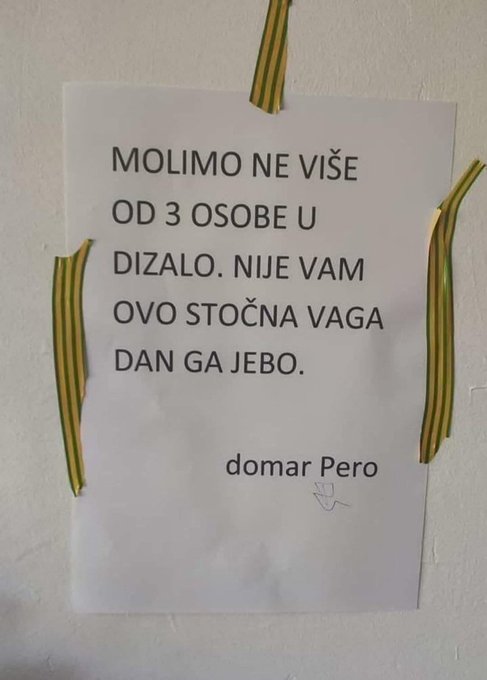 MOLIMO NE VIŠE
OD 3 OSOBE U
DIZALO. NIJE VAM
OVO STOČNA VAGA
DAN GA JEBO.
domar Pero